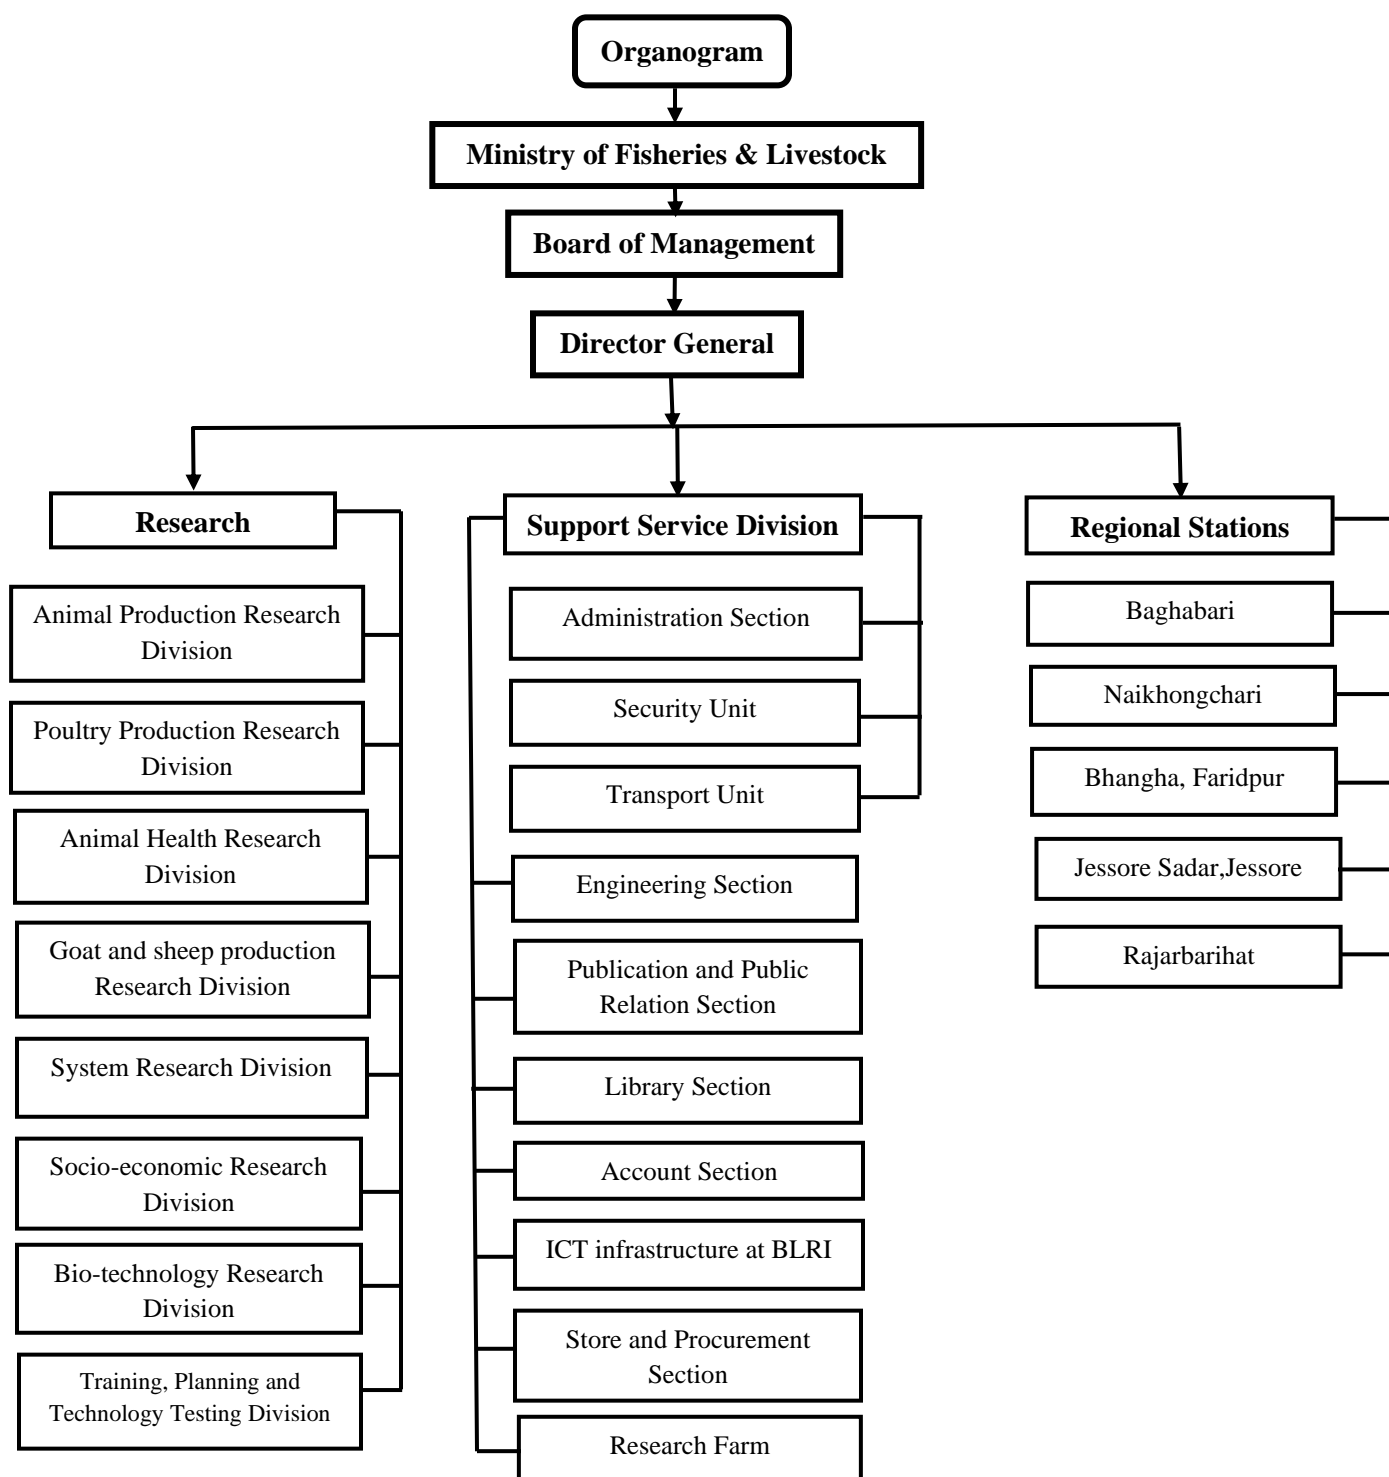 Organogram
Ministry of Fisheries & Livestock
Board of Management
Director General
Research
Animal Production Research
Division
Poultry Production Research
Division
Animal Health Research
Division
Goat and sheep production
Research Division
System Research Division
Socio-economic Research
Division
Bio-technology Research
Division
Training, Planning and
Technology Testing Division
Support Service Division
Administration Section
Security Unit
Transport Unit
Engineering Section
Publication and Public
Relation Section
Library Section
Account Section
ICT infrastructure at BLRI
Store and Procurement
Section
Research Farm
Regional Stations
Baghabari
Naikhongchari
Bhangha, Faridpur
Jessore Sadar,Jessore
Rajarbarihat